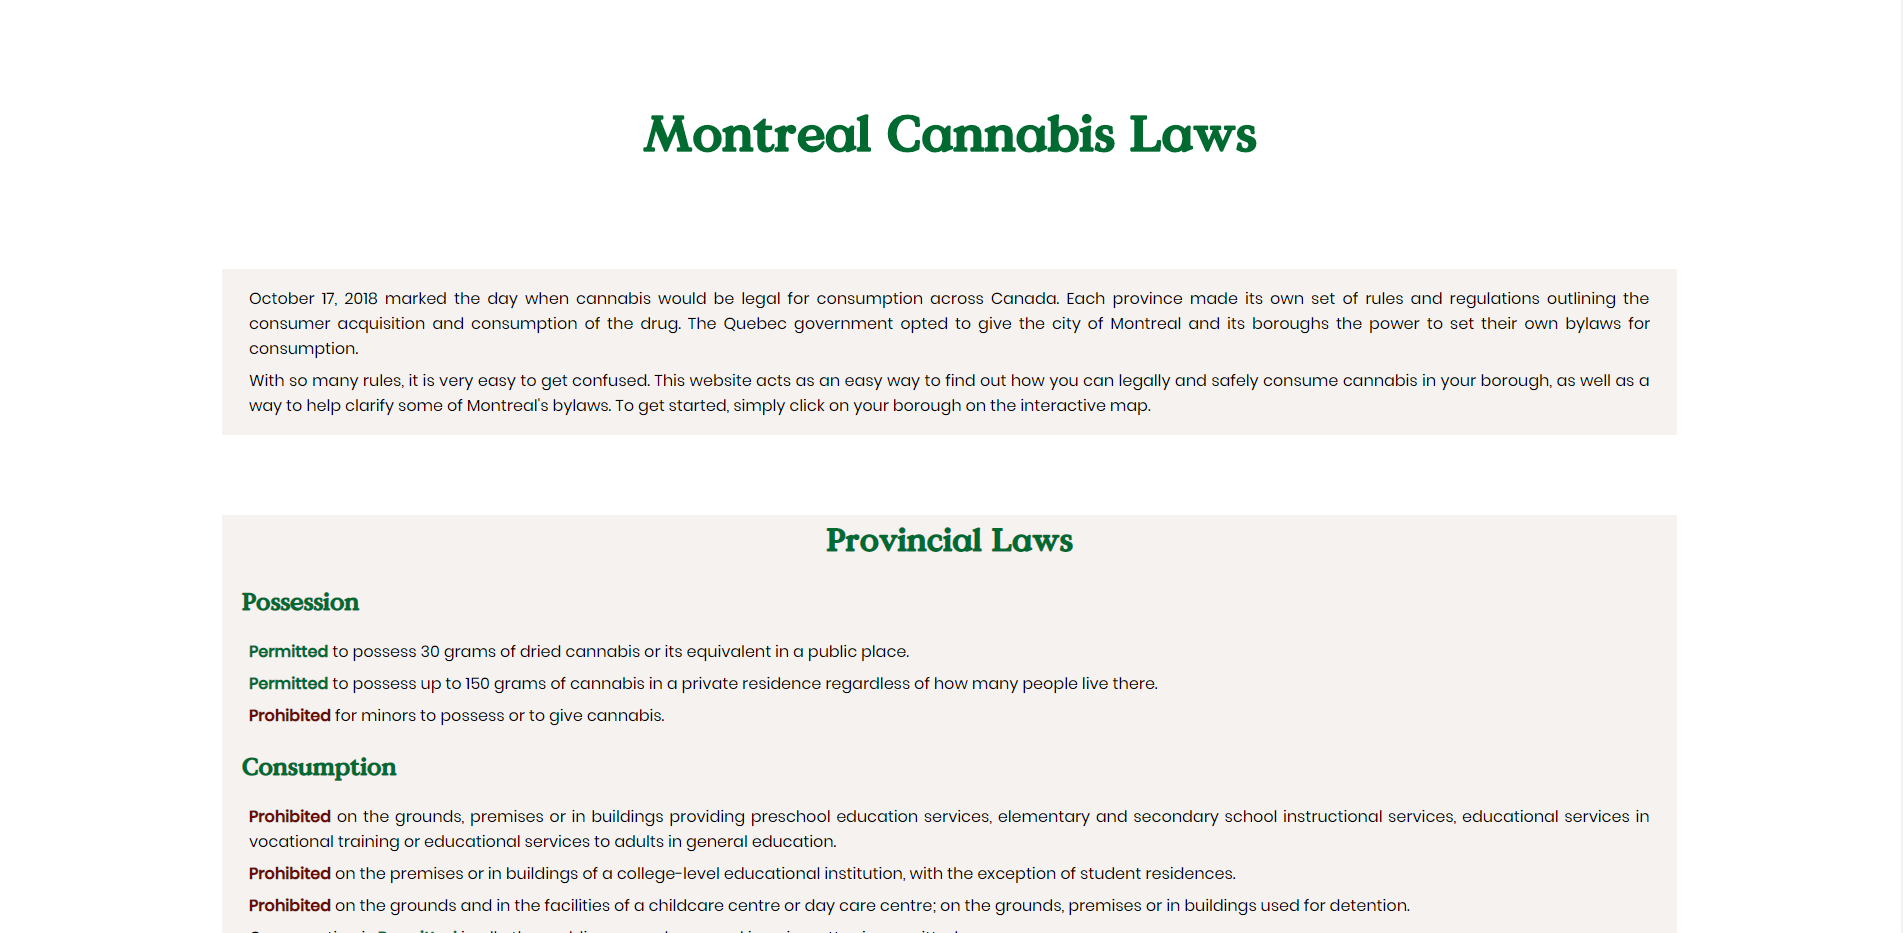 Montreal Cannabis Laws
October 17, 2018 marked the day when cannabis would be legal for consumption across Canada. Each province made its own set of rules and regulations outlining the
consumer acquisition and consumption of the drug. The Quebec government opted to give the city of Montreal and its boroughs the power to set their own bylaws for
consumption.
With so many rules, it is very easy to get confused. This website acts as an easy way to find out how you can legally and safely consume cannabis in your borough, as well as a
way to help clarify some of Montreal's bylaws. To get started, simply click on your borough on the interactive map.
Provincial Laws
Possession
Permitted to possess 30 grams of dried cannabis or its equivalent in a public place.
Permitted to possess up to 150 grams of cannabis in a private residence regardless of how many people live there.
Prohibited for minors to possess or to give cannabis.
Consumption
Prohibited on the grounds, premises or in buildings providing preschool education services, elementary and secondary school instructional services, educational services in
vocational training or educational services to adults in general education.
Prohibited on the premises or in buildings of a college-level educational institution, with the exception of student residences.
Prohibited on the grounds and in the facilities of a childcare centre or day care centre; on the grounds, premises or in buildings used for detention.